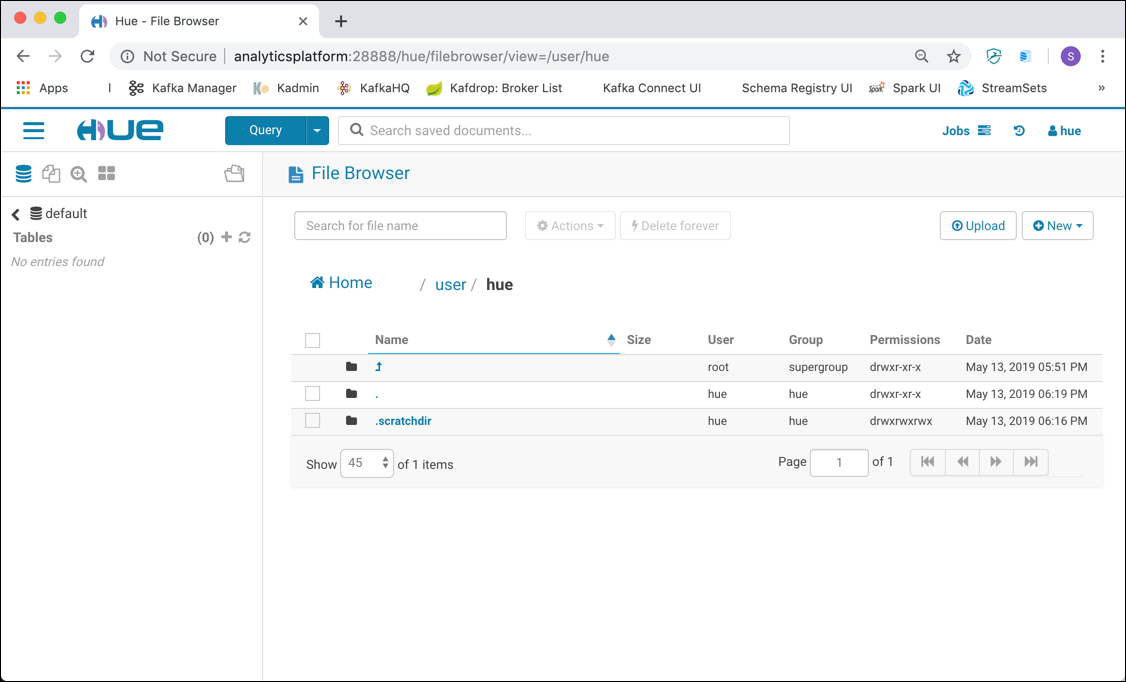 Hue - File Browser
Not Secure | analyticsplatform:28888/hue/filebrowser/view=/user/hue
S
Apps Kafka Manager Kadmin KafkaHQ Kafdrop: Broker List Kafka Connect UI Schema Registry UI Spark UI StreamSets »
HUE Query Search saved documents... Jobs hue
File Browser
default
Tables (0)
No entries found
Search for file name Actions Delete forever Upload New
Home / user / hue
Name Size User Group Permissions Date
root supergroup drwxr-xr-x May 13, 2019 05:51 PM
. hue hue drwxr-xr-x May 13, 2019 06:19 PM
.scratchdir hue hue drwxrwxrwx May 13, 2019 06:16 PM
Show 45 of 1 items Page 1 of 1